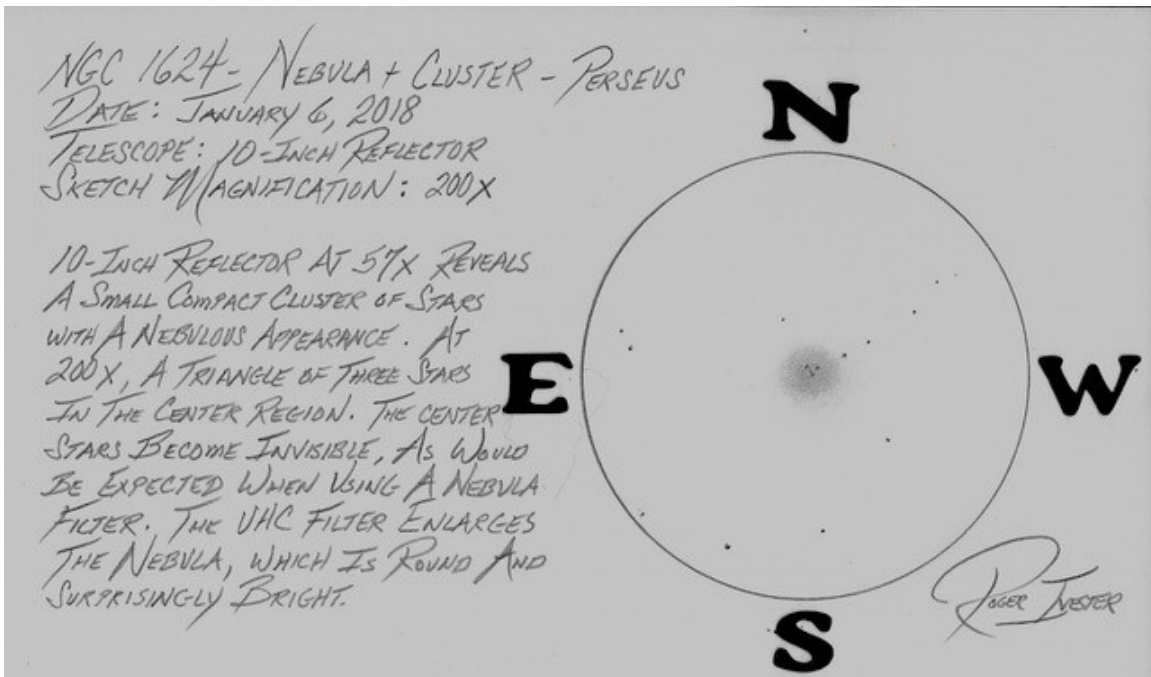 NGC 1624 - NEBULA + CLUSTER - PERSEUS
DATE: JANUARY 6, 2018
TELESCOPE: 10-INCH REFLECTOR
SKETCH MAGNIFICATION: 200X
10-INCH REFLECTOR AT 57X REVEALS
A SMALL COMPACT CLUSTER OF STARS
WITH A NEBULOUS APPEARANCE. AT
200X, A TRIANGLE OF THREE STARS
IN THE CENTER REGION. THE CENTER
STARS BECOME INVISIBLE, AS WOULD
BE EXPECTED WHEN USING A NEBULA
FILTER. THE UHC FILTER ENLARGES
THE NEBULA, WHICH IS ROUND AND
SURPRISINGLY BRIGHT.
N
E
W
S
ROGER IVESTER